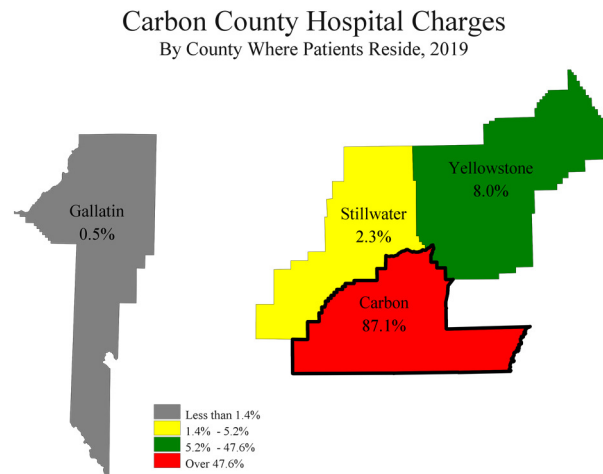 Carbon County Hospital Charges
By County Where Patients Reside, 2019
Gallatin
0.5%
Yellowstone
8.0%
Stillwater
2.3%
Carbon
87.1%
Less than 1.4%
1.4% - 5.2%
5.2% - 47.6%
Over 47.6%